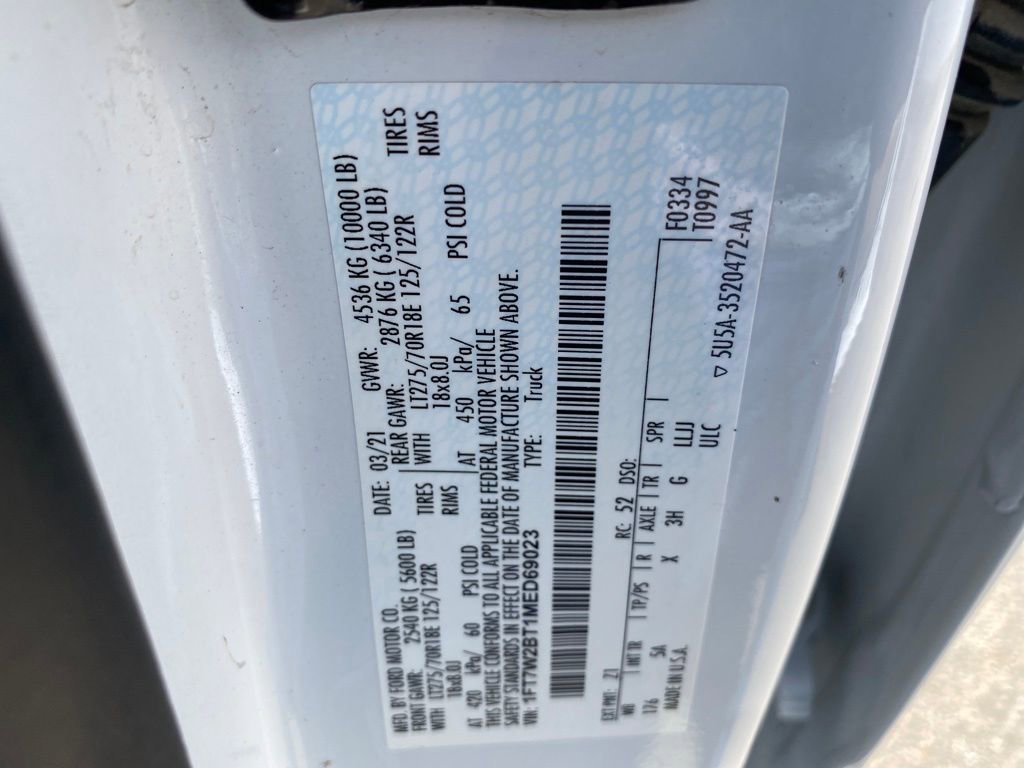 MFD. BY FORD MOTOR CO. DATE: 03/21 GVWR: 4536 KG (10000 LB)
FRONT GAWR: 2540 KG ( 5600 LB) REAR GAWR: 2876 KG ( 6340 LB)
WITH LT275/70R18E 125/122R TIRES WITH LT275/70R18E 125/122R TIRES
18x8.0J RIMS 18x8.0J RIMS
AT 420 kPa/ 60 PSI COLD AT 450 kPa/ 65 PSI COLD
THIS VEHICLE CONFORMS TO ALL APPLICABLE FEDERAL MOTOR VEHICLE
SAFETY STANDARDS IN EFFECT ON THE DATE OF MANUFACTURE SHOWN ABOVE.
VIN: 1FT7W2BT1MED69023 TYPE: Truck
EXT PNT: Z1 RC: 52 DSO:
WB INT TR TP/PS R AXLE TR SPR F0334
176 5A X 3H G LLJJ T0997
MADE IN U.S.A. ULC
▽ 5U5A-3520472-AA